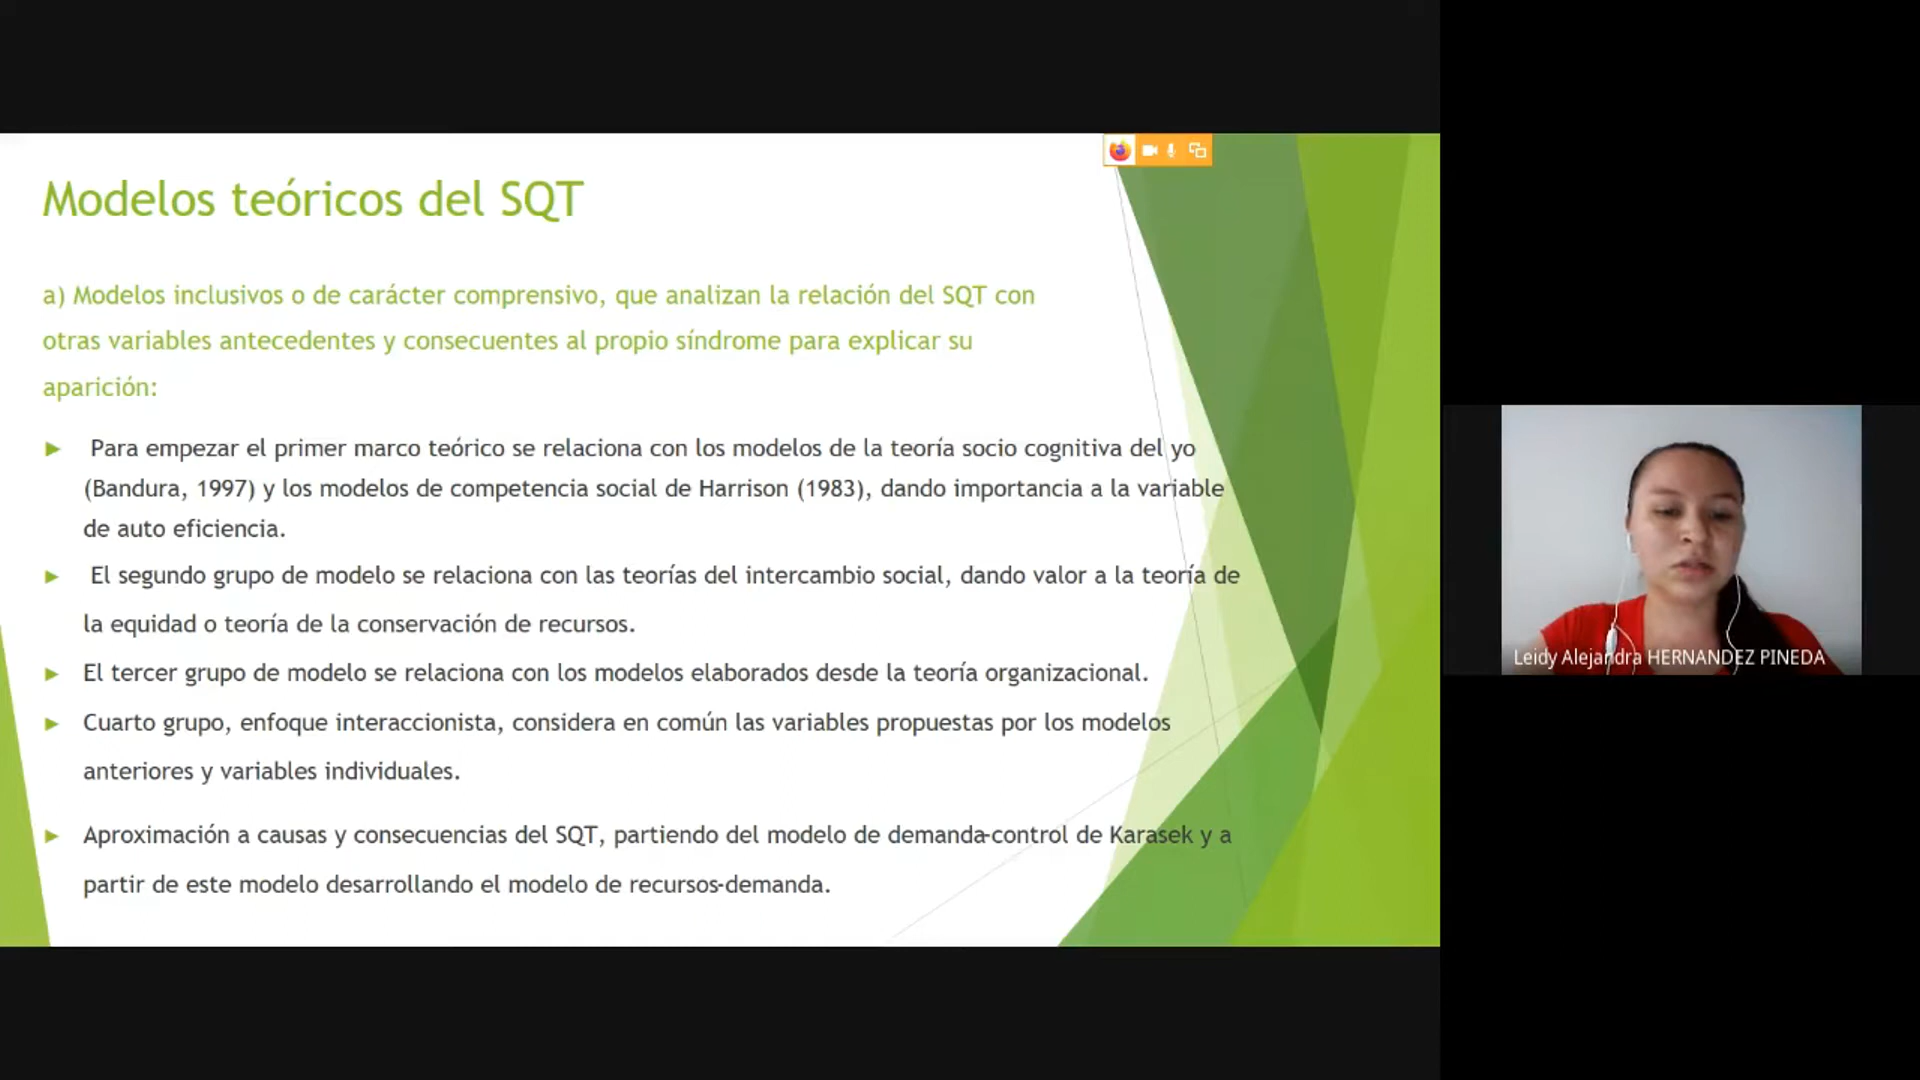 Modelos teóricos del SQT
a) Modelos inclusivos o de carácter comprensivo, que analizan la relación del SQT con
otras variables antecedentes y consecuentes al propio síndrome para explicar su
aparición:
Para empezar el primer marco teórico se relaciona con los modelos de la teoría socio cognitiva del yo
(Bandura, 1997) y los modelos de competencia social de Harrison (1983), dando importancia a la variable
de auto eficiencia.
El segundo grupo de modelo se relaciona con las teorías del intercambio social, dando valor a la teoría de
la equidad o teoría de la conservación de recursos.
El tercer grupo de modelo se relaciona con los modelos elaborados desde la teoría organizacional.
Cuarto grupo, enfoque interaccionista, considera en común las variables propuestas por los modelos
anteriores y variables individuales.
Aproximación a causas y consecuencias del SQT, partiendo del modelo de demanda-control de Karasek y a
partir de este modelo desarrollando el modelo de recursos-demanda.
Leidy Alejandra HERNANDEZ PINEDA